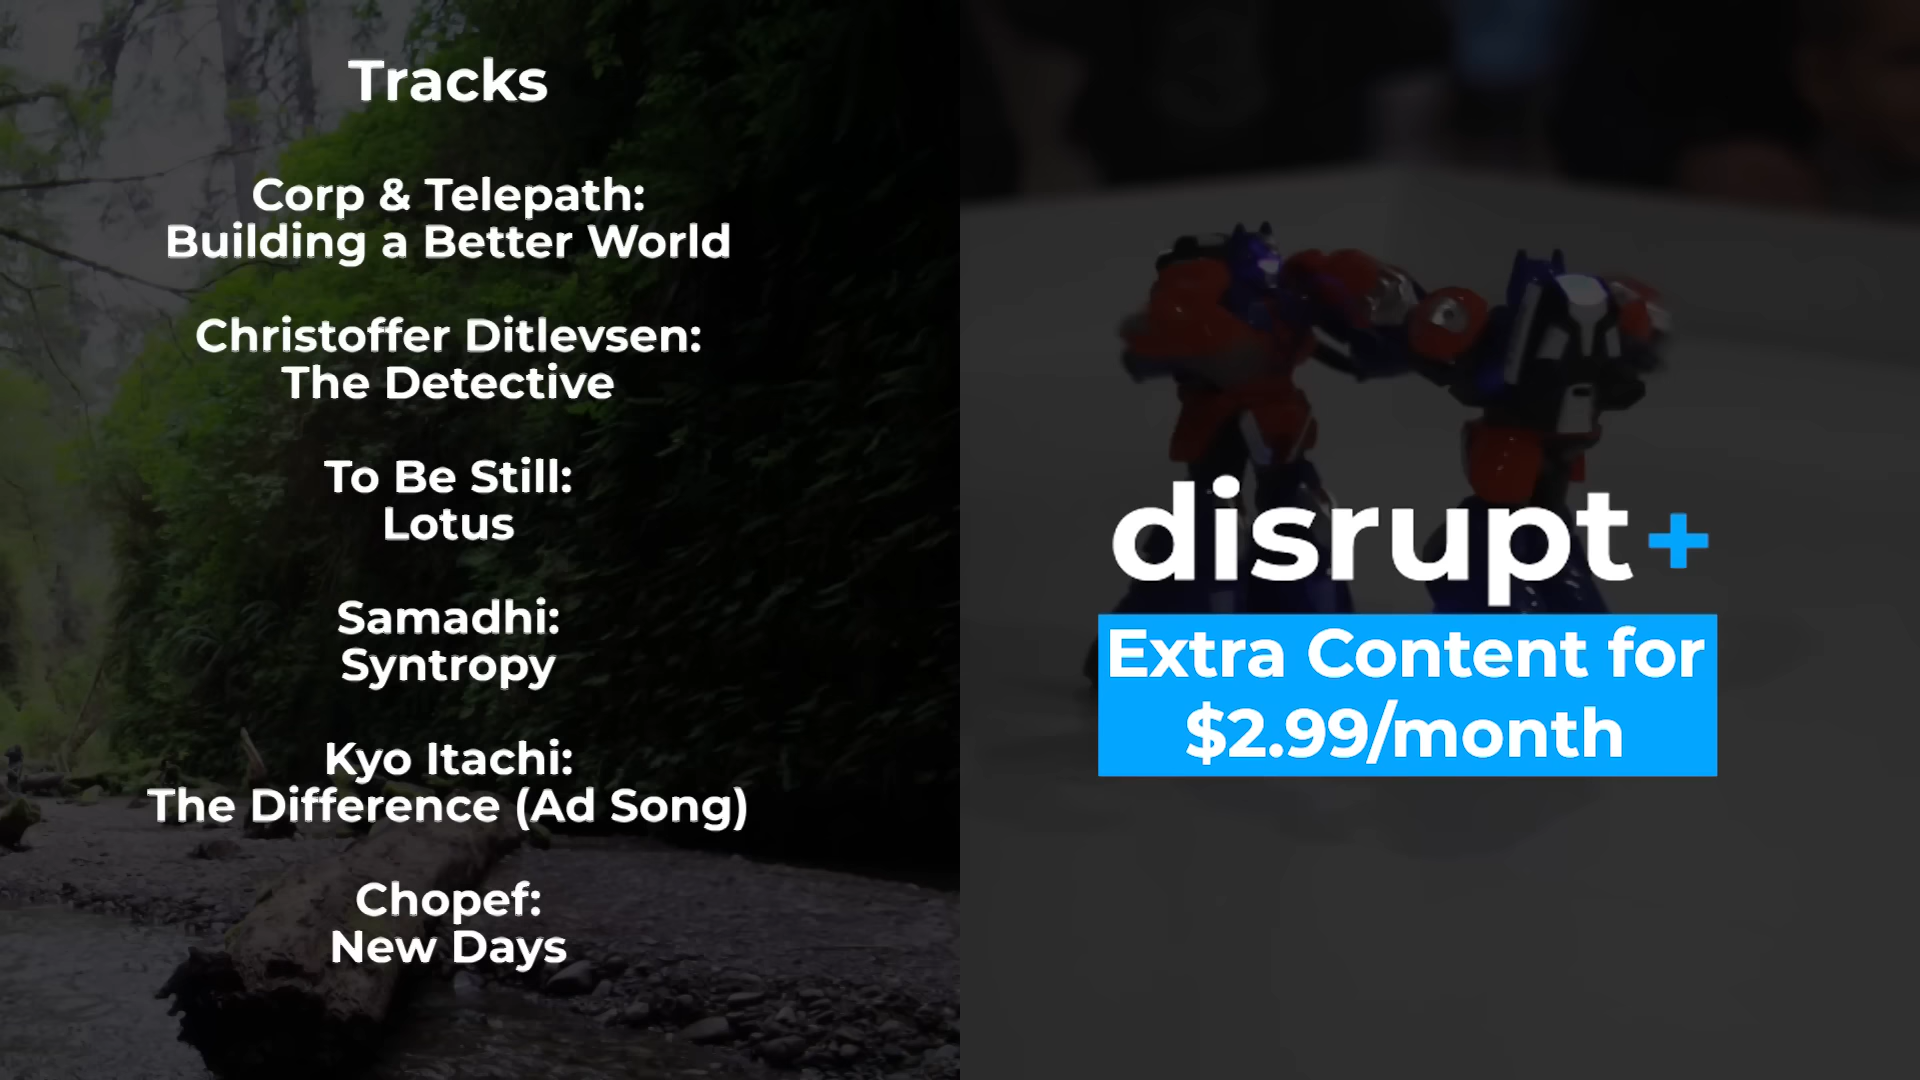 Tracks
Corp & Telepath:
Building a Better World
Christoffer Ditlevsen:
The Detective
To Be Still:
Lotus
Samadhi:
Syntropy
Kyo Itachi:
The Difference (Ad Song)
Chopef:
New Days
disrupt+
Extra Content for
$2.99/month